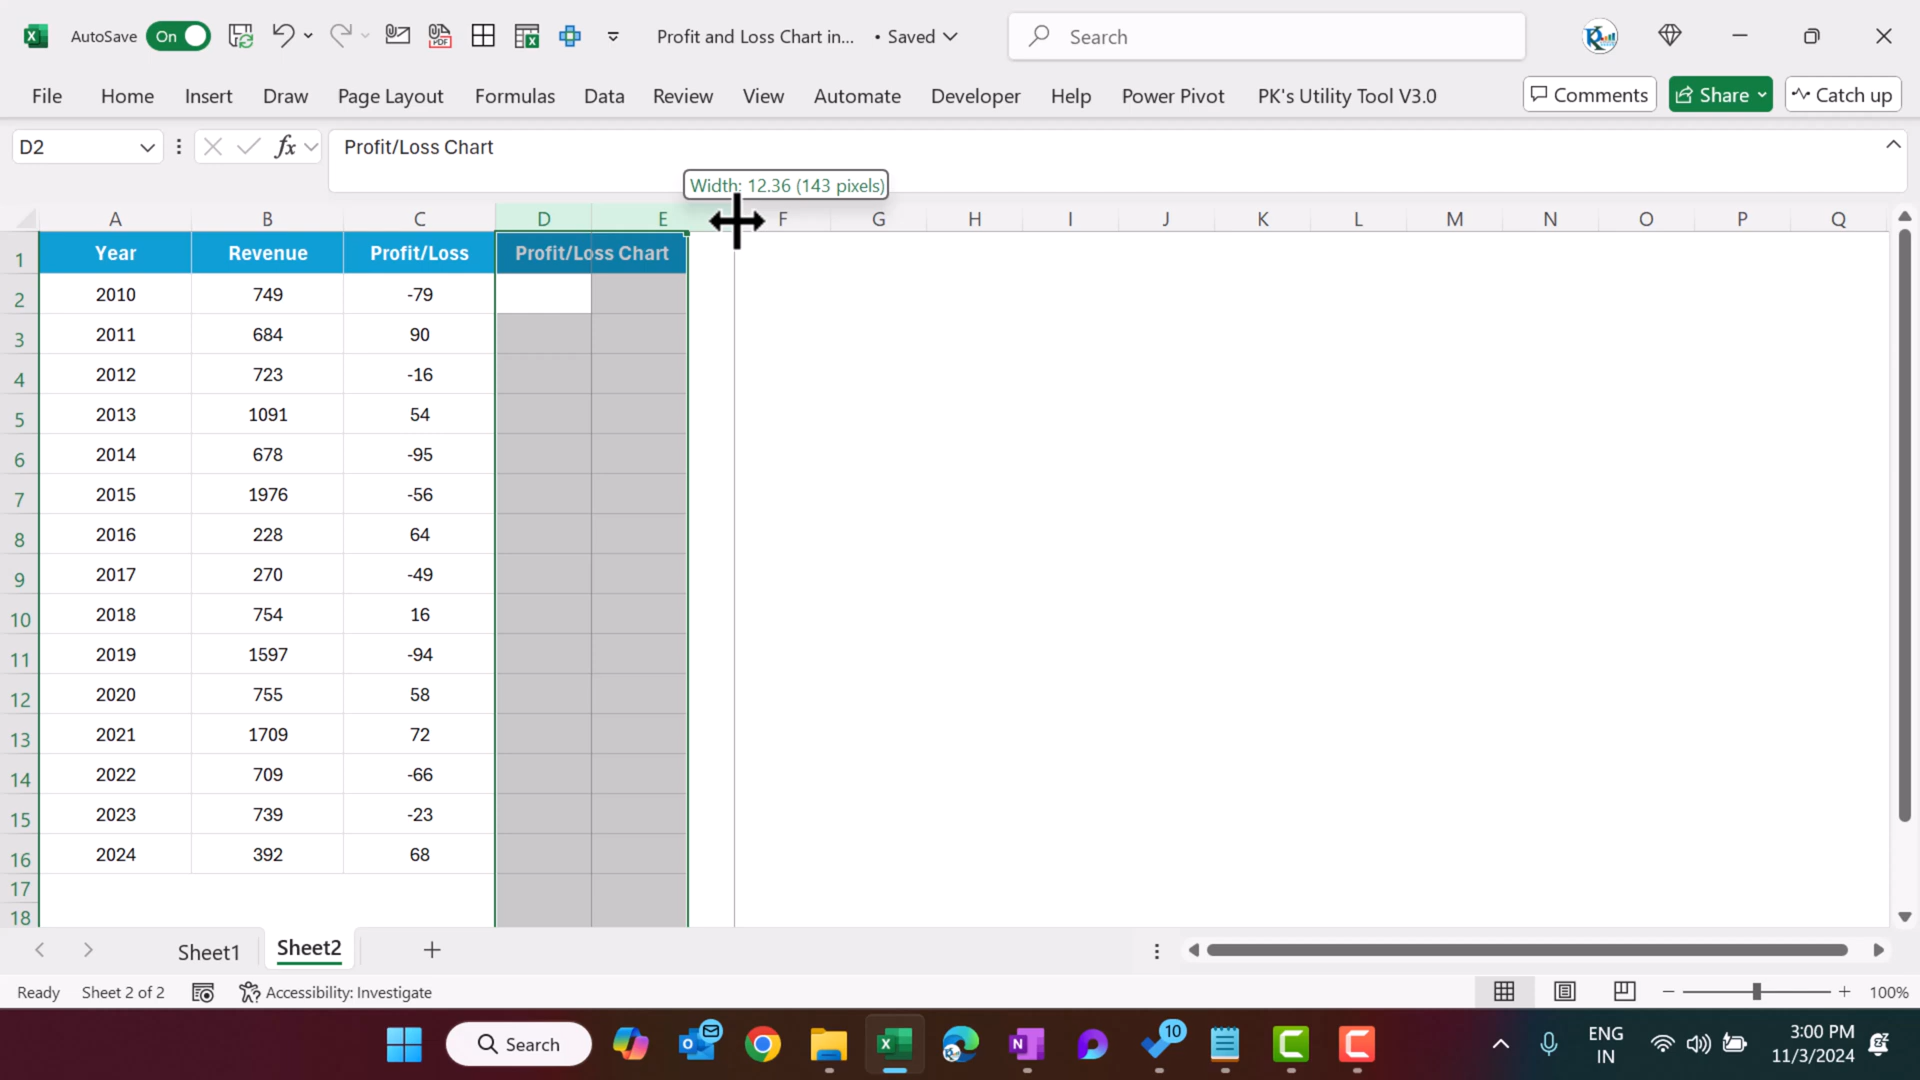 AutoSave On Profit and Loss Chart in... • Saved Search
File Home Insert Draw Page Layout Formulas Data Review View Automate Developer Help Power Pivot PK's Utility Tool V3.0 Comments Share Catch up
D2 fx Profit/Loss Chart
Width: 12.36 (143 pixels)
A B C D E F G H I J K L M N O P Q
1 Year Revenue Profit/Loss Profit/Loss Chart
2 2010 749 -79
3 2011 684 90
4 2012 723 -16
5 2013 1091 54
6 2014 678 -95
7 2015 1976 -56
8 2016 228 64
9 2017 270 -49
10 2018 754 16
11 2019 1597 -94
12 2020 755 58
13 2021 1709 72
14 2022 709 -66
15 2023 739 -23
16 2024 392 68
17
18
Sheet1 Sheet2
Ready Sheet 2 of 2 Accessibility: Investigate 100%
Search 10 ENG 3:00 PM
IN 11/3/2024